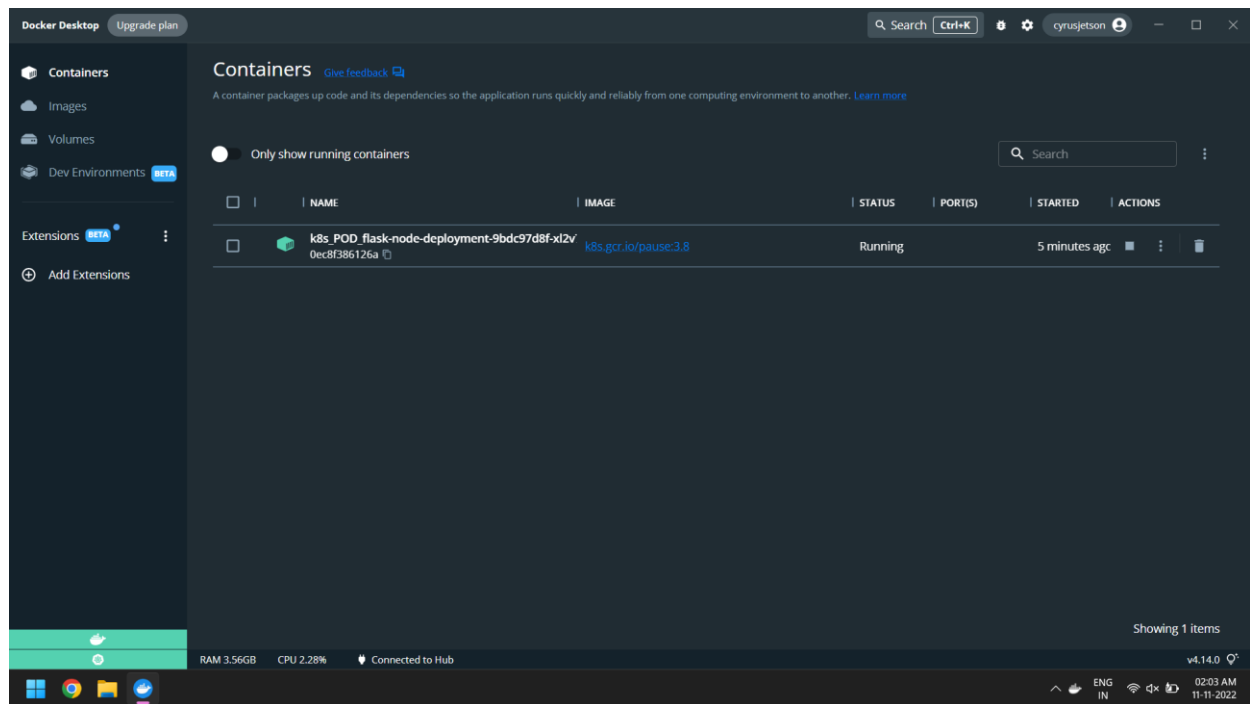 Docker Desktop Upgrade plan Search Ctrl+K cyrusjetson
Containers
Images
Volumes
Dev Environments BETA
Extensions BETA
Add Extensions
Containers Give feedback
A container packages up code and its dependencies so the application runs quickly and reliably from one computing environment to another. Learn more
Only show running containers Search
NAME IMAGE STATUS PORT(S) STARTED ACTIONS
k8s_POD_flask-node-deployment-9bdc97d8f-xl2v k8s.gcr.io/pause:3.8 Running 5 minutes agc
0ec8f386126a
Showing 1 items
RAM 3.56GB CPU 2.28% Connected to Hub v4.14.0
ENG
IN
02:03 AM
11-11-2022